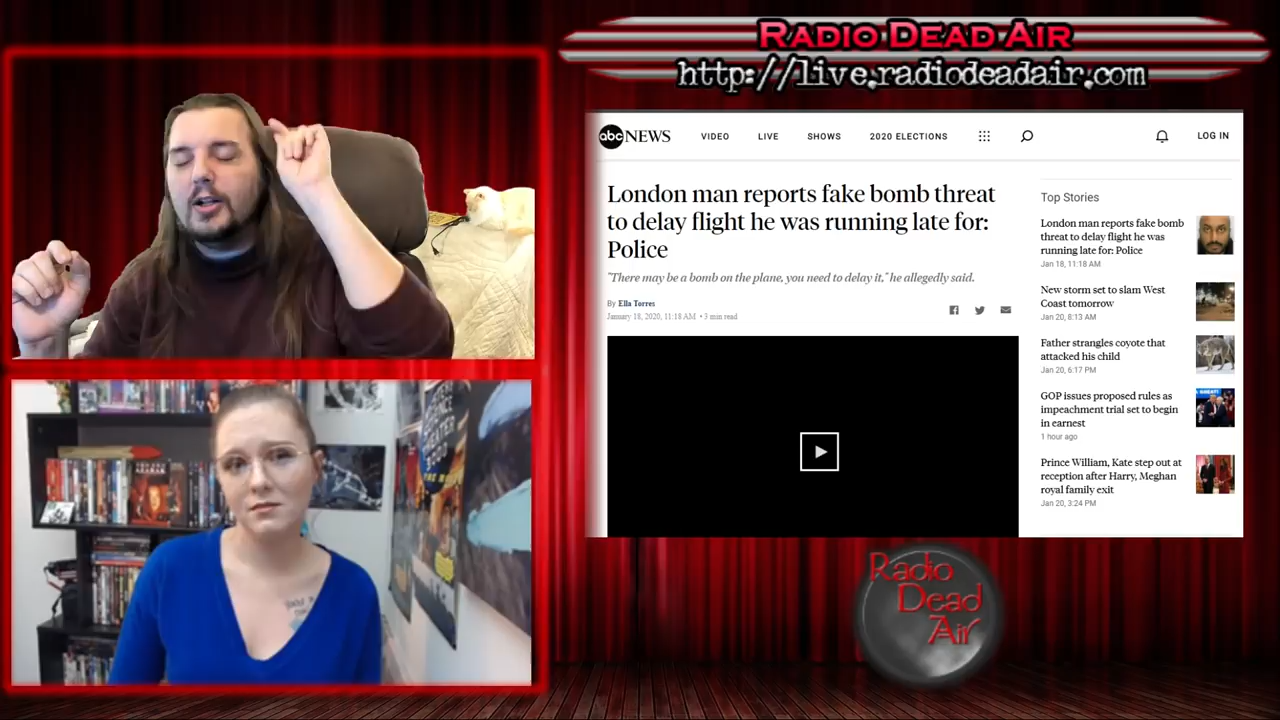 RADIO DEAD AIR
http://live.radiodeadair.com
abc NEWS VIDEO LIVE SHOWS 2020 ELECTIONS LOG IN
London man reports fake bomb threat
to delay flight he was running late for:
Police
"There may be a bomb on the plane, you need to delay it," he allegedly said.
By Ella Torres
January 18, 2020, 11:18 AM • 3 min read
Top Stories
London man reports fake bomb
threat to delay flight he was
running late for: Police
Jan 18, 11:18 AM
New storm set to slam West
Coast tomorrow
Jan 20, 8:13 AM
Father strangles coyote that
attacked his child
Jan 20, 6:17 PM
GOP issues proposed rules as
impeachment trial set to begin
in earnest
1 hour ago
Prince William, Kate step out at
reception after Harry, Meghan
royal family exit
Jan 20, 3:24 PM
Radio
Dead
Air